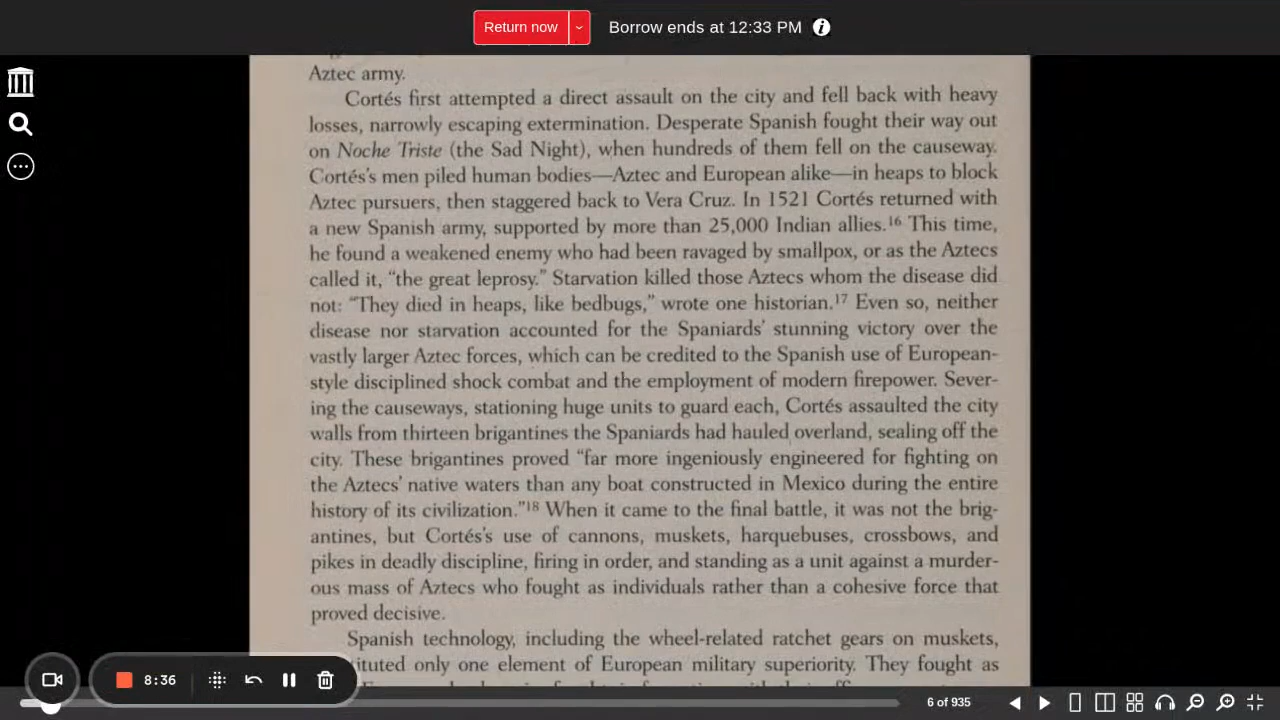 Return now
Borrow ends at 12:33 PM
Aztec army.
Cortés first attempted a direct assault on the city and fell back with heavy
losses, narrowly escaping extermination. Desperate Spanish fought their way out
on Noche Triste (the Sad Night), when hundreds of them fell on the causeway.
Cortés's men piled human bodies—Aztec and European alike—in heaps to block
Aztec pursuers, then staggered back to Vera Cruz. In 1521 Cortés returned with
a new Spanish army, supported by more than 25,000 Indian allies.16 This time,
he found a weakened enemy who had been ravaged by smallpox, or as the Aztecs
called it, "the great leprosy." Starvation killed those Aztecs whom the disease did
not: "They died in heaps, like bedbugs," wrote one historian.17 Even so, neither
disease nor starvation accounted for the Spaniards' stunning victory over the
vastly larger Aztec forces, which can be credited to the Spanish use of European-
style disciplined shock combat and the employment of modern firepower. Sever-
ing the causeways, stationing huge units to guard each, Cortés assaulted the city
walls from thirteen brigantines the Spaniards had hauled overland, sealing off the
city. These brigantines proved "far more ingeniously engineered for fighting on
the Aztecs' native waters than any boat constructed in Mexico during the entire
history of its civilization."18 When it came to the final battle, it was not the brig-
antines, but Cortés's use of cannons, muskets, harquebuses, crossbows, and
pikes in deadly discipline, firing in order, and standing as a unit against a murder-
ous mass of Aztecs who fought as individuals rather than a cohesive force that
proved decisive.
Spanish technology, including the wheel-related ratchet gears on muskets,
tituted only one element of European military superiority. They fought as
8:36
6 of 935